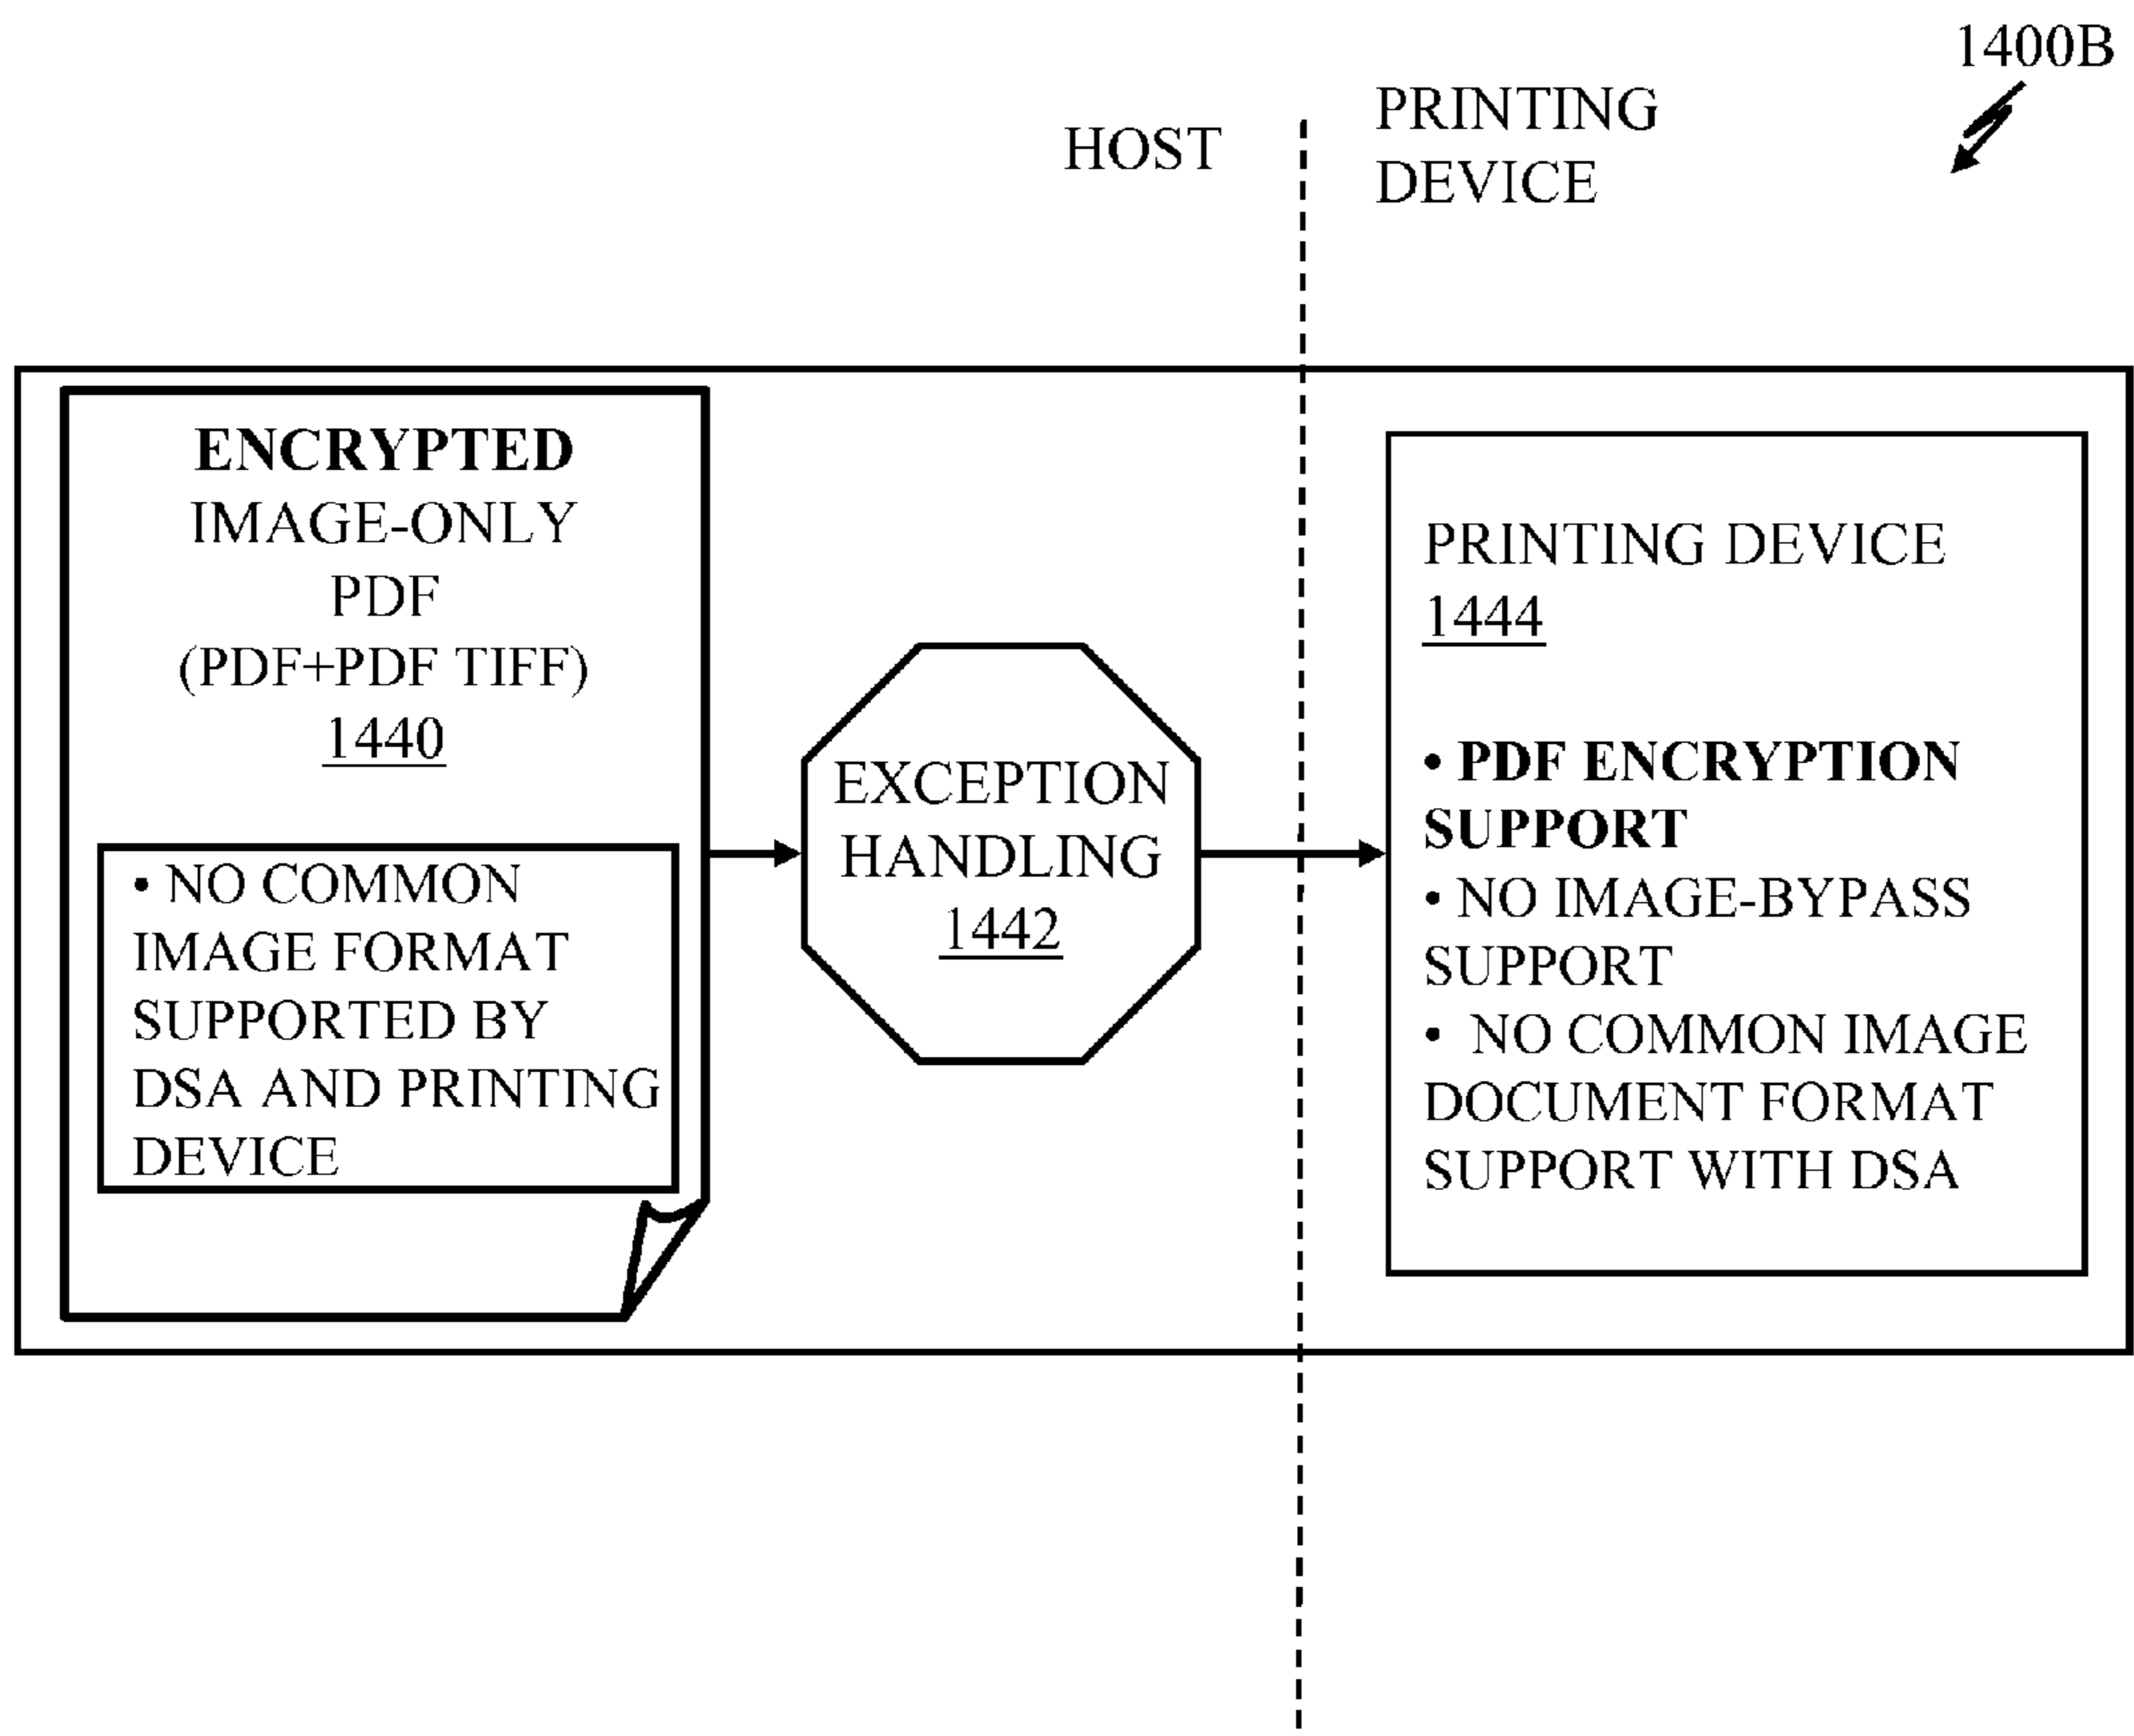 1400B
HOST
PRINTING
DEVICE
ENCRYPTED
IMAGE-ONLY
PDF
(PDF+PDF TIFF)
1440
• NO COMMON
IMAGE FORMAT
SUPPORTED BY
DSA AND PRINTING
DEVICE
EXCEPTION
HANDLING
1442
PRINTING DEVICE
1444
• PDF ENCRYPTION
SUPPORT
• NO IMAGE-BYPASS
SUPPORT
• NO COMMON IMAGE
DOCUMENT FORMAT
SUPPORT WITH DSA